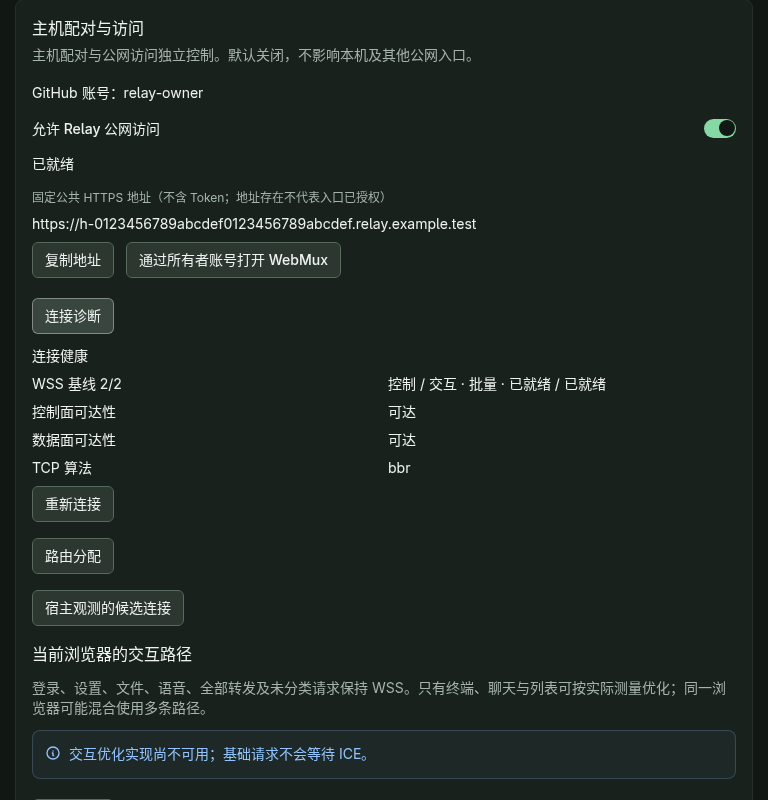 主机配对与访问
主机配对与公网访问独立控制。默认关闭，不影响本机及其他公网入口。
GitHub 账号：relay-owner
允许 Relay 公网访问
已就绪
固定公共 HTTPS 地址（不含 Token；地址存在不代表入口已授权）
https://h-0123456789abcdef0123456789abcdef.relay.example.test
复制地址 通过所有者账号打开 WebMux
连接诊断
连接健康
WSS 基线 2/2 控制 / 交互 · 批量 · 已就绪 / 已就绪
控制面可达性 可达
数据面可达性 可达
TCP 算法 bbr
重新连接
路由分配
宿主观测的候选连接
当前浏览器的交互路径
登录、设置、文件、语音、全部转发及未分类请求保持 WSS。只有终端、聊天与列表可按实际测量优化；同一浏
览器可能混合使用多条路径。
交互优化实现尚不可用；基础请求不会等待 ICE。